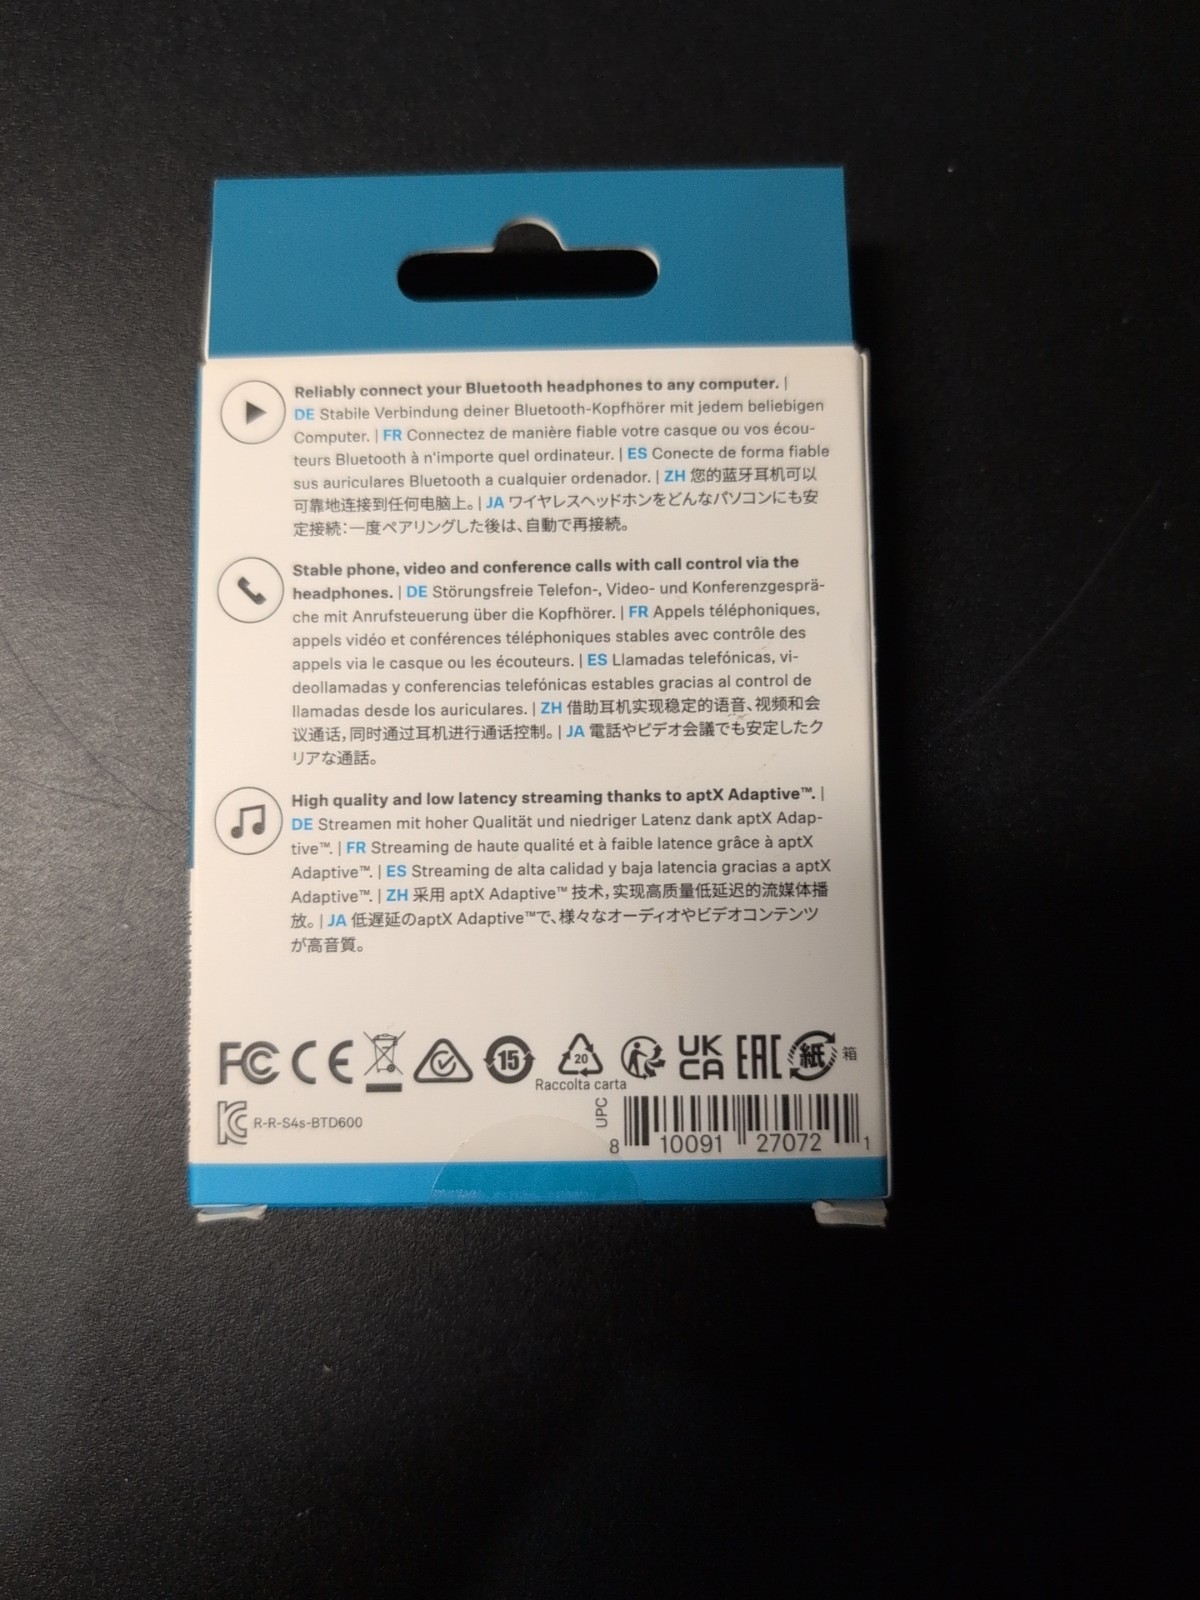 Reliably connect your Bluetooth headphones to any computer. |
DE Stabile Verbindung deiner Bluetooth-Kopfhörer mit jedem beliebigen
Computer. | FR Connectez de manière fiable votre casque ou vos écou-
teurs Bluetooth à n'importe quel ordinateur. | ES Conecte de forma fiable
sus auriculares Bluetooth a cualquier ordenador. | ZH 您的蓝牙耳机可以
可靠地连接到任何电脑上。 | JA ワイヤレスヘッドホンをどんなパソコンにも安
定接続：一度ペアリングした後は、自動で再接続。
Stable phone, video and conference calls with call control via the
headphones. | DE Störungsfreie Telefon-, Video- und Konferenzgesprä-
che mit Anrufsteuerung über die Kopfhörer. | FR Appels téléphoniques,
appels vidéo et conférences téléphoniques stables avec contrôle des
appels via le casque ou les écouteurs. | ES Llamadas telefónicas, vi-
deollamadas y conferencias telefónicas estables gracias al control de
llamadas desde los auriculares. | ZH 借助耳机实现稳定的语音、视频和会
议通话，同时通过耳机进行通话控制。 | JA 電話やビデオ会議でも安定したク
リアな通話。
High quality and low latency streaming thanks to aptX Adaptive™. |
DE Streamen mit hoher Qualität und niedriger Latenz dank aptX Adap-
tive™. | FR Streaming de haute qualité et à faible latence grâce à aptX
Adaptive™. | ES Streaming de alta calidad y baja latencia gracias a aptX
Adaptive™. | ZH 采用 aptX Adaptive™ 技术，实现高质量低延迟的流媒体播
放。 | JA 低遅延のaptX Adaptive™で、様々なオーディオやビデオコンテンツ
が高音質。
FC CE 15 20 UK CA EAC 紙 箱
Raccolta carta
KC R-R-S4s-BTD600
UPC
8 10091 27072 1